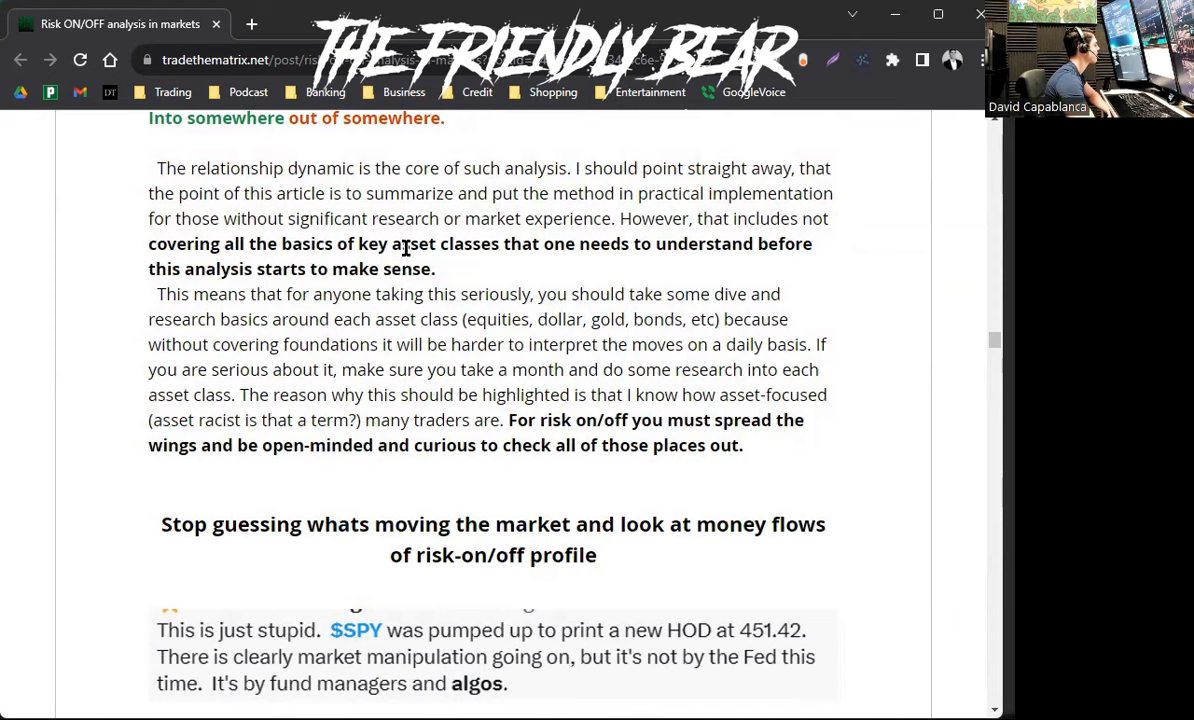 Risk ON/OFF analysis in markets
THE FRIENDLY BEAR
tradethematrix.net/post/
Trading
Podcast
Banking
Business
Credit
Shopping
Entertainment
GoogleVoice
David Capablanca
Into somewhere out of somewhere.
The relationship dynamic is the core of such analysis. I should point straight away, that
the point of this article is to summarize and put the method in practical implementation
for those without significant research or market experience. However, that includes not
covering all the basics of key asset classes that one needs to understand before
this analysis starts to make sense.
This means that for anyone taking this seriously, you should take some dive and
research basics around each asset class (equities, dollar, gold, bonds, etc) because
without covering foundations it will be harder to interpret the moves on a daily basis. If
you are serious about it, make sure you take a month and do some research into each
asset class. The reason why this should be highlighted is that I know how asset-focused
(asset racist is that a term?) many traders are. For risk on/off you must spread the
wings and be open-minded and curious to check all of those places out.
Stop guessing whats moving the market and look at money flows
of risk-on/off profile
This is just stupid. $SPY was pumped up to print a new HOD at 451.42.
There is clearly market manipulation going on, but it's not by the Fed this
time. It's by fund managers and algos.